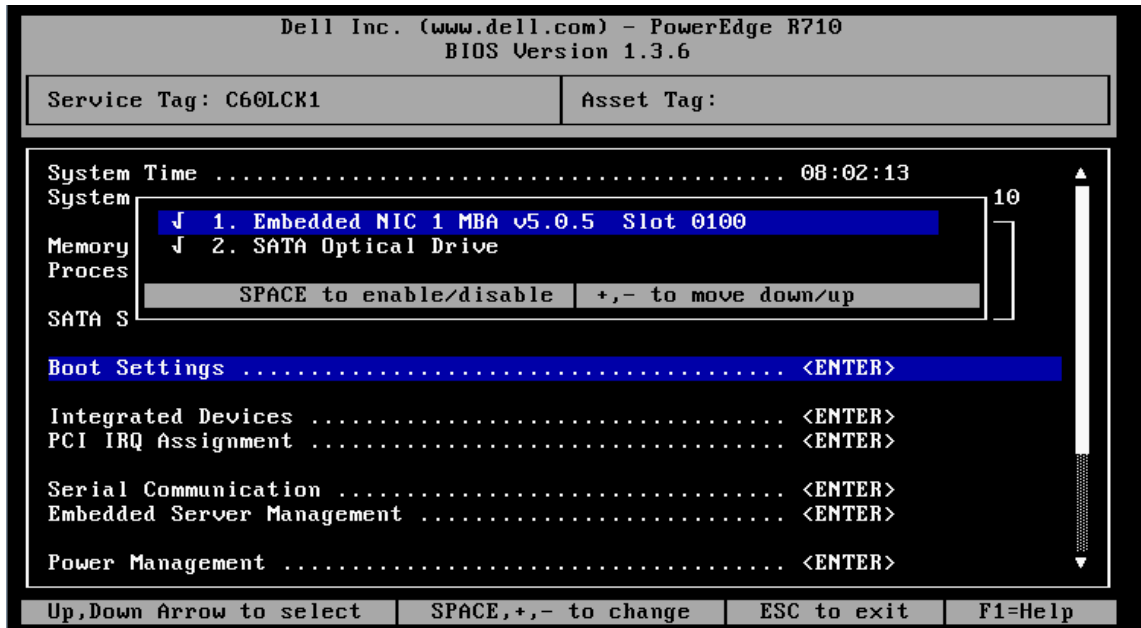 Dell Inc. (www.dell.com) - PowerEdge R710
BIOS Version 1.3.6
Service Tag: C60LCK1 Asset Tag:
System Time ......................................... 08:02:13
System 10
√ 1. Embedded NIC 1 MBA v5.0.5 Slot 0100
Memory √ 2. SATA Optical Drive
Proces
SPACE to enable/disable +,- to move down/up
SATA S
Boot Settings ....................................... <ENTER>
Integrated Devices .................................. <ENTER>
PCI IRQ Assignment .................................. <ENTER>
Serial Communication ................................ <ENTER>
Embedded Server Management .......................... <ENTER>
Power Management .................................... <ENTER>
Up,Down Arrow to select SPACE,+,- to change ESC to exit F1=Help